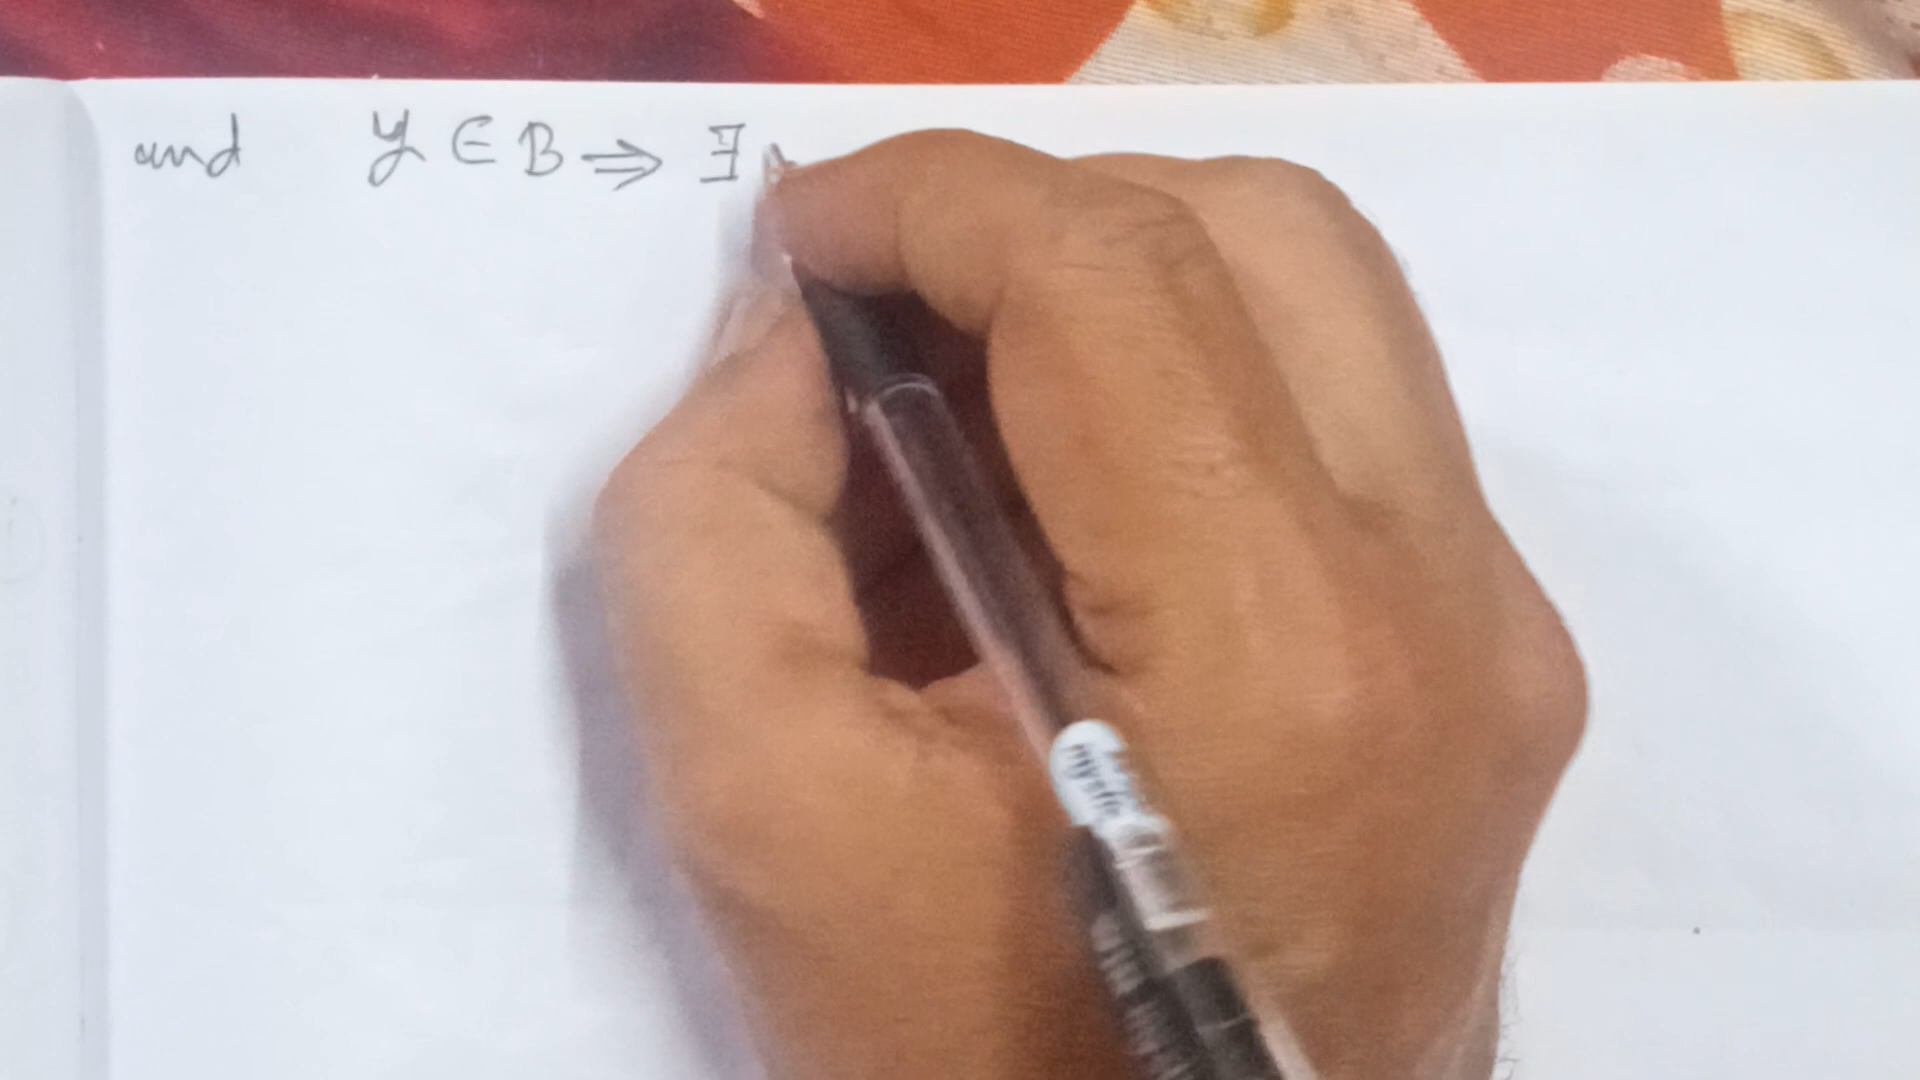 and y ∈ B ⇒ ∃